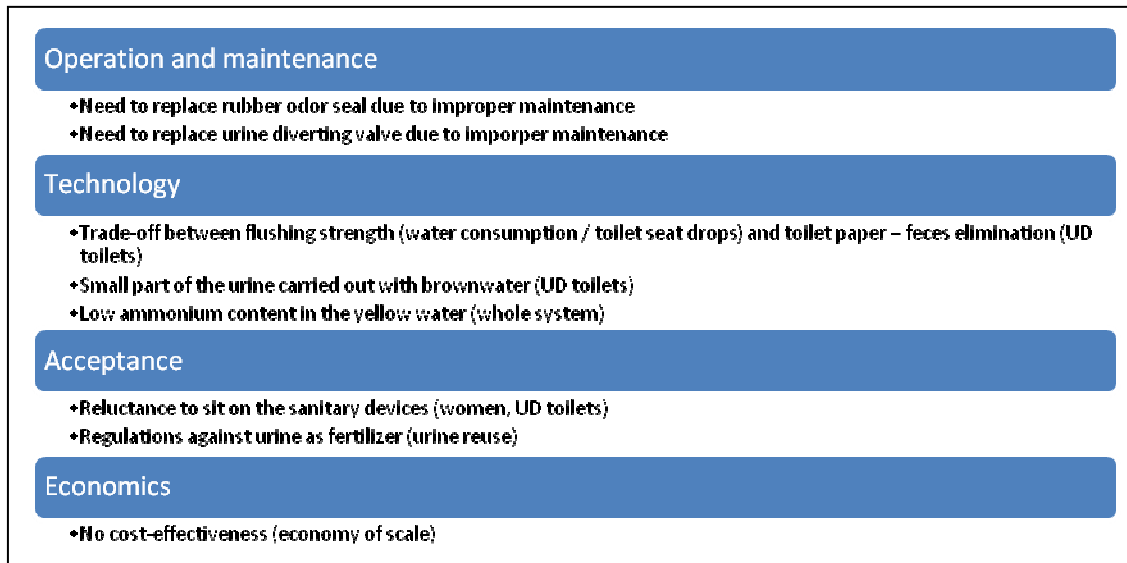 Operation and maintenance
•Need to replace rubber odor seal due to improper maintenance
•Need to replace urine diverting valve due to imporper maintenance
Technology
•Trade-off between flushing strength (water consumption / toilet seat drops) and toilet paper – feces elimination (UD
toilets)
•Small part of the urine carried out with brownwater (UD toilets)
•Low ammonium content in the yellow water (whole system)
Acceptance
•Reluctance to sit on the sanitary devices (women, UD toilets)
•Regulations against urine as fertilizer (urine reuse)
Economics
•No cost-effectiveness (economy of scale)